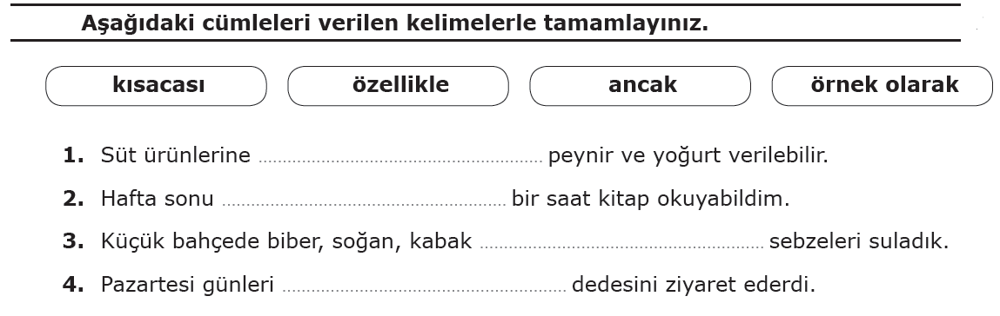 Aşağıdaki cümleleri verilen kelimelerle tamamlayınız.
kısacası özellikle ancak örnek olarak
1. Süt ürünlerine ........................................................ peynir ve yoğurt verilebilir.
2. Hafta sonu ........................................................ bir saat kitap okuyabildim.
3. Küçük bahçede biber, soğan, kabak ........................................................ sebzeleri suladık.
4. Pazartesi günleri ........................................................ dedesini ziyaret ederdi.